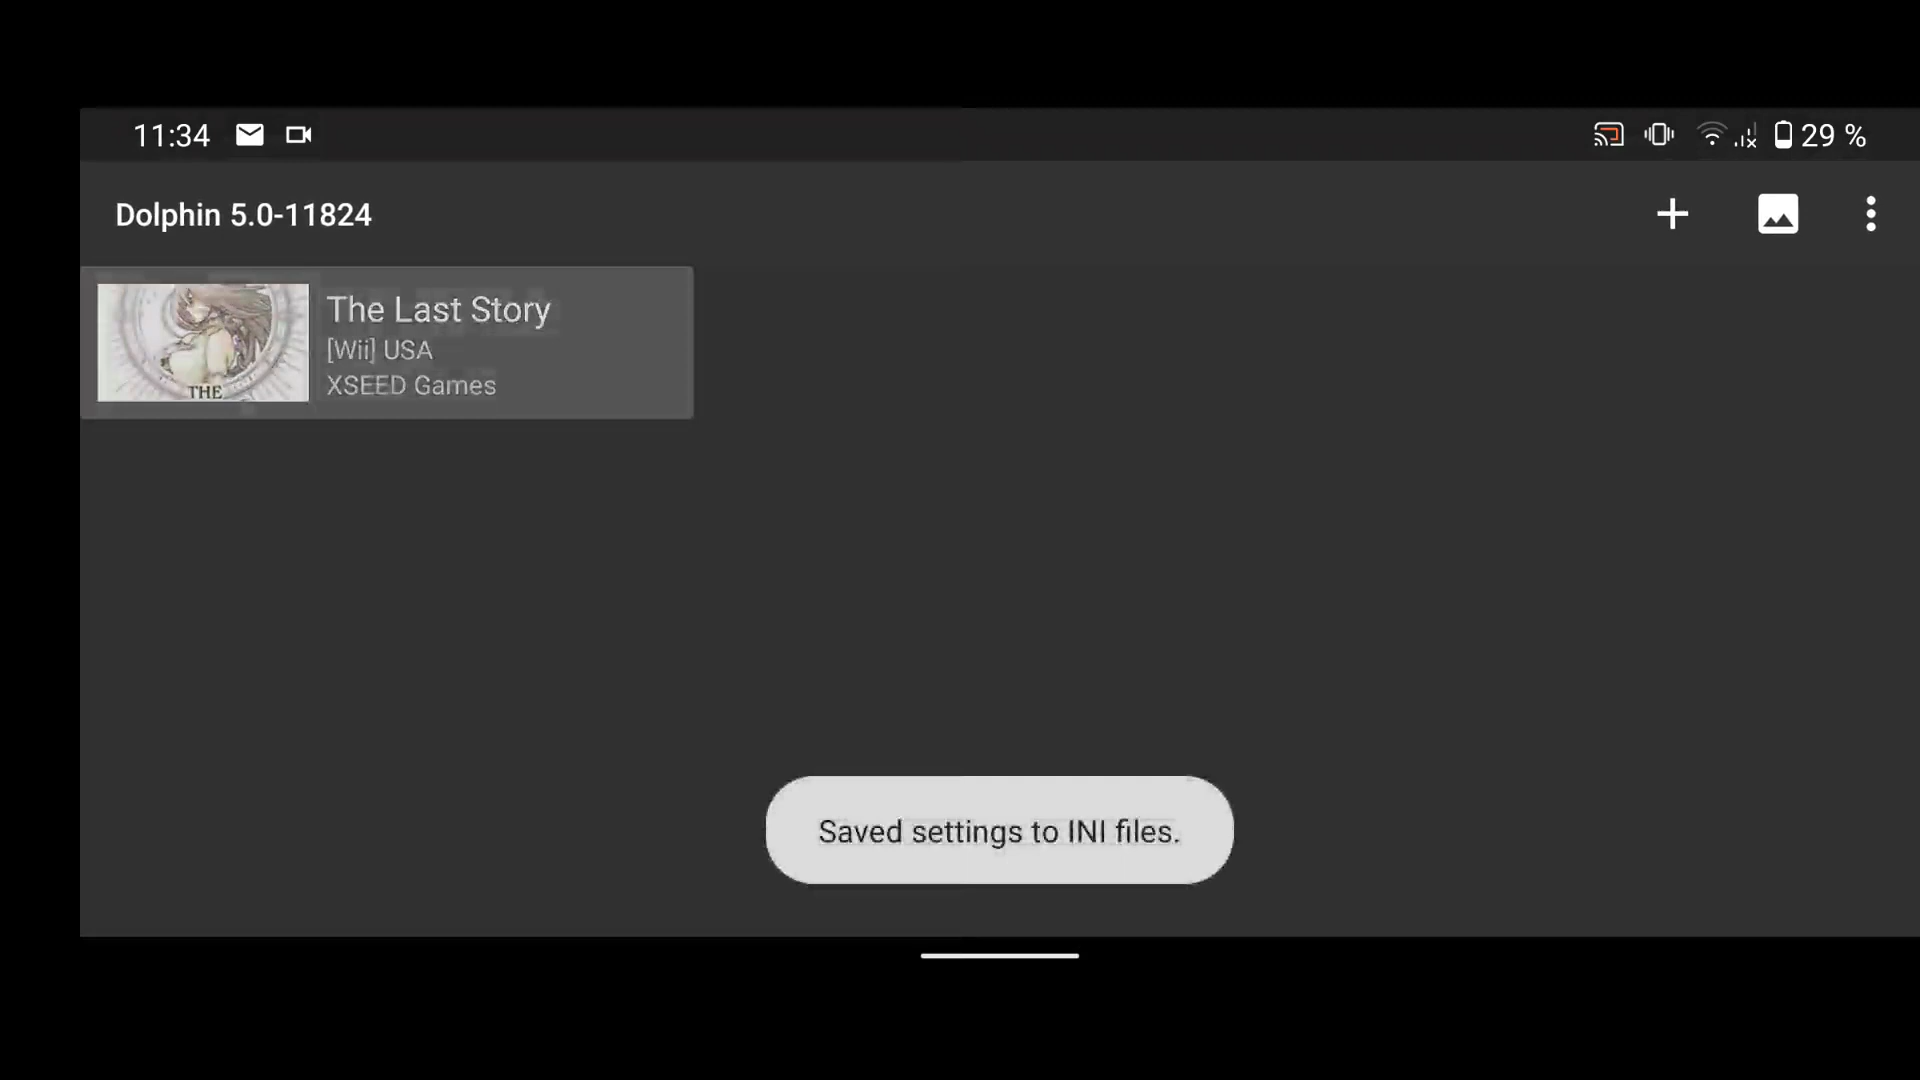 11:34
29 %
Dolphin 5.0-11824
The Last Story
[Wii] USA
XSEED Games
THE
Saved settings to INI files.